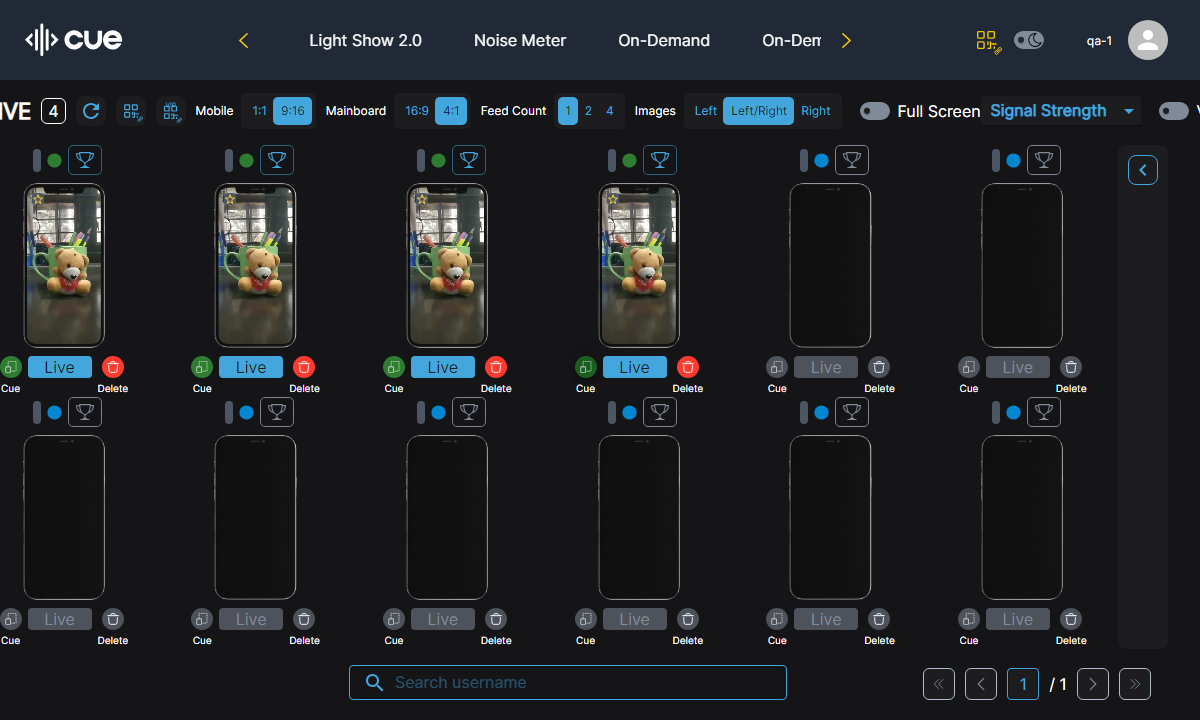 cue
Light Show 2.0
Noise Meter
On-Demand
On-Dem
qa-1
IVE 4
Mobile 1:1 9:16
Mainboard 16:9 4:1
Feed Count 1 2 4
Images Left Left/Right Right
Full Screen
Signal Strength
Live Live Live Live Live Live
Cue Delete Cue Delete Cue Delete Cue Delete Cue Delete Cue Delete
Live Live Live Live Live Live
Cue Delete Cue Delete Cue Delete Cue Delete Cue Delete Cue Delete
Search username
1 / 1